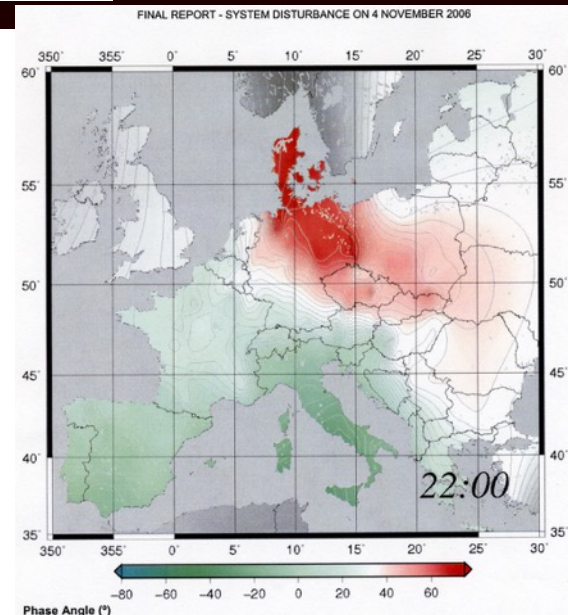 FINAL REPORT - SYSTEM DISTURBANCE ON 4 NOVEMBER 2006
350˚ 355˚ 0˚ 5˚ 10˚ 15˚ 20˚ 25˚ 30˚
60˚ 60˚
55˚ 55˚
50˚ 50˚
45˚ 45˚
40˚ 40˚
22:00
35˚ 35˚
350˚ 355˚ 0˚ 5˚ 10˚ 15˚ 20˚ 25˚ 30˚
−80 −60 −40 −20 0 20 40 60
Phase Angle (º)